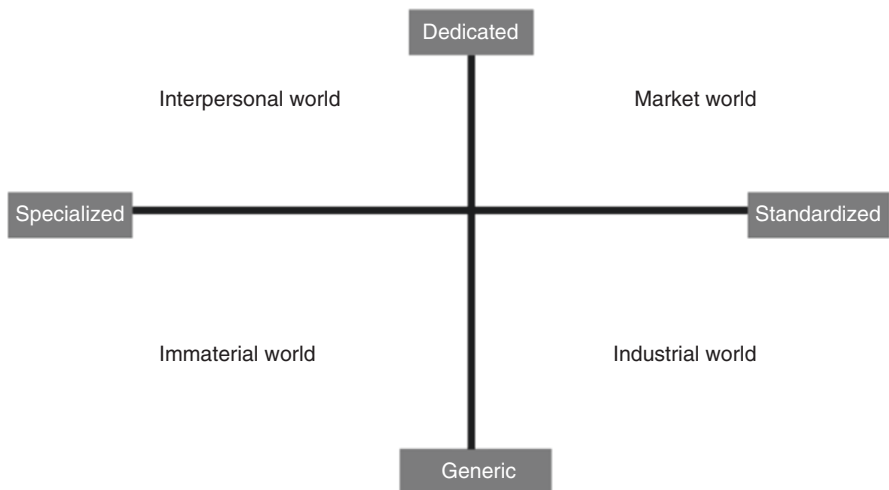 Dedicated
Interpersonal world
Market world
Specialized
Standardized
Immaterial world
Industrial world
Generic